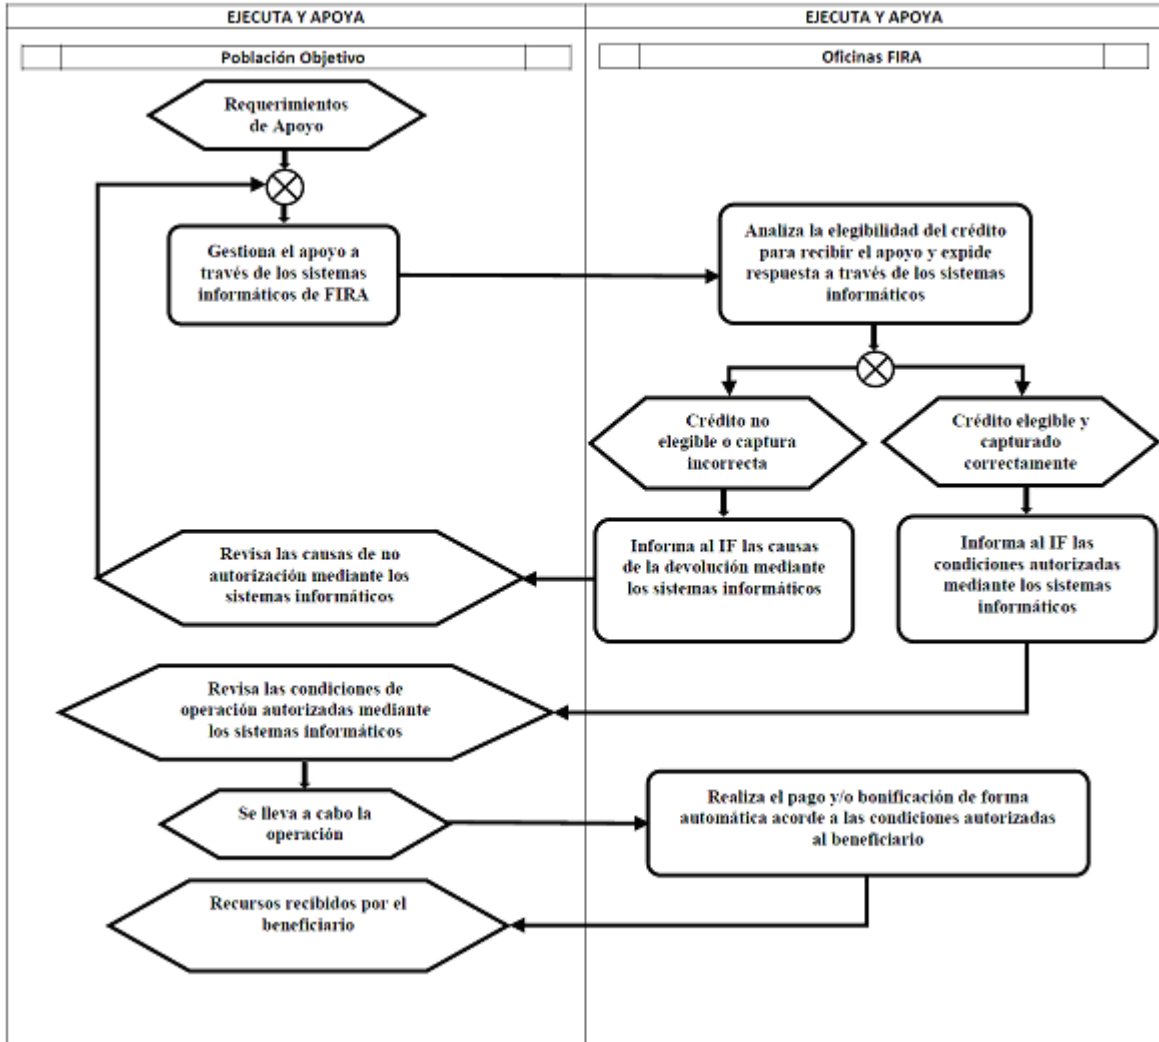 EJECUTA Y APOYA
EJECUTA Y APOYA
Población Objetivo
Oficinas FIRA
Requerimientos
de Apoyo
Gestiona el apoyo a
través de los sistemas
informáticos de FIRA
Analiza la elegibilidad del crédito
para recibir el apoyo y expide
respuesta a través de los sistemas
informáticos
Crédito no
elegible o captura
incorrecta
Crédito elegible y
capturado
correctamente
Informa al IF las causas
de la devolución mediante
los sistemas informáticos
Informa al IF las
condiciones autorizadas
mediante los sistemas
informáticos
Revisa las causas de no
autorización mediante los
sistemas informáticos
Revisa las condiciones de
operación autorizadas mediante
los sistemas informáticos
Se lleva a cabo la
operación
Realiza el pago y/o bonificación de forma
automática acorde a las condiciones autorizadas
al beneficiario
Recursos recibidos por el
beneficiario